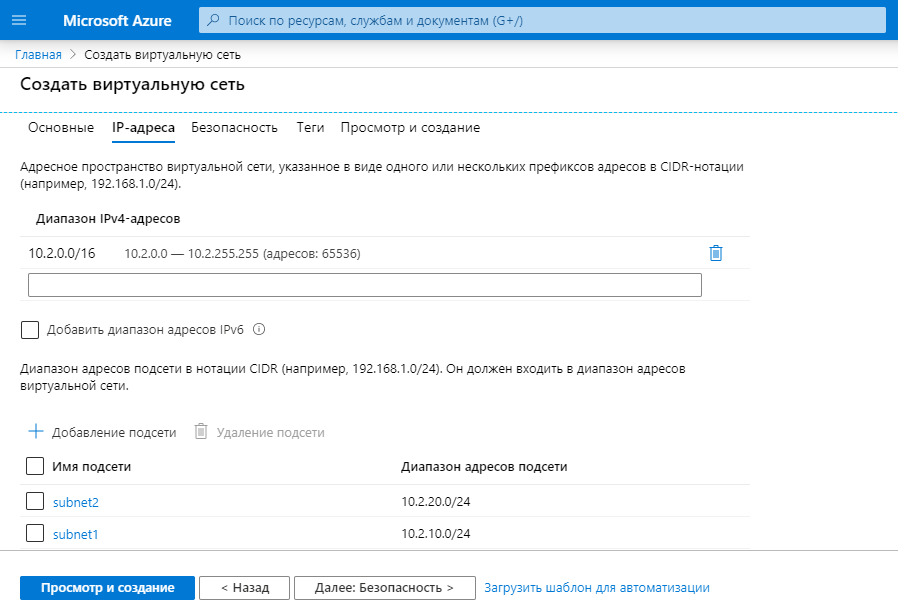 Microsoft Azure
Поиск по ресурсам, службам и документам (G+/)
Главная > Создать виртуальную сеть
Создать виртуальную сеть
Основные IP-адреса Безопасность Теги Просмотр и создание
Адресное пространство виртуальной сети, указанное в виде одного или нескольких префиксов адресов в CIDR-нотации
(например, 192.168.1.0/24).
Диапазон IPv4-адресов
10.2.0.0/16 10.2.0.0 — 10.2.255.255 (адресов: 65536)
Добавить диапазон адресов IPv6
Диапазон адресов подсети в нотации CIDR (например, 192.168.1.0/24). Он должен входить в диапазон адресов
виртуальной сети.
Добавление подсети Удаление подсети
Имя подсети Диапазон адресов подсети
subnet2 10.2.20.0/24
subnet1 10.2.10.0/24
Просмотр и создание < Назад Далее: Безопасность > Загрузить шаблон для автоматизации